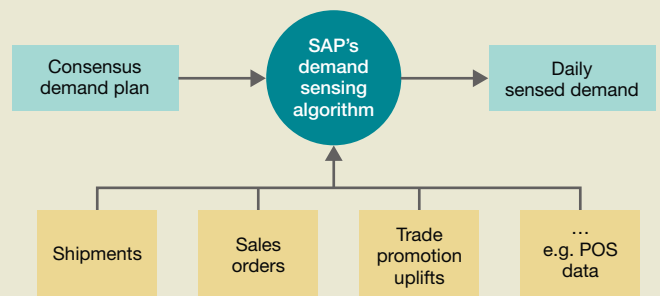 Consensus
demand plan
SAP's
demand
sensing
algorithm
Daily
sensed demand
Shipments
Sales
orders
Trade
promotion
uplifts
...
e.g. POS
data